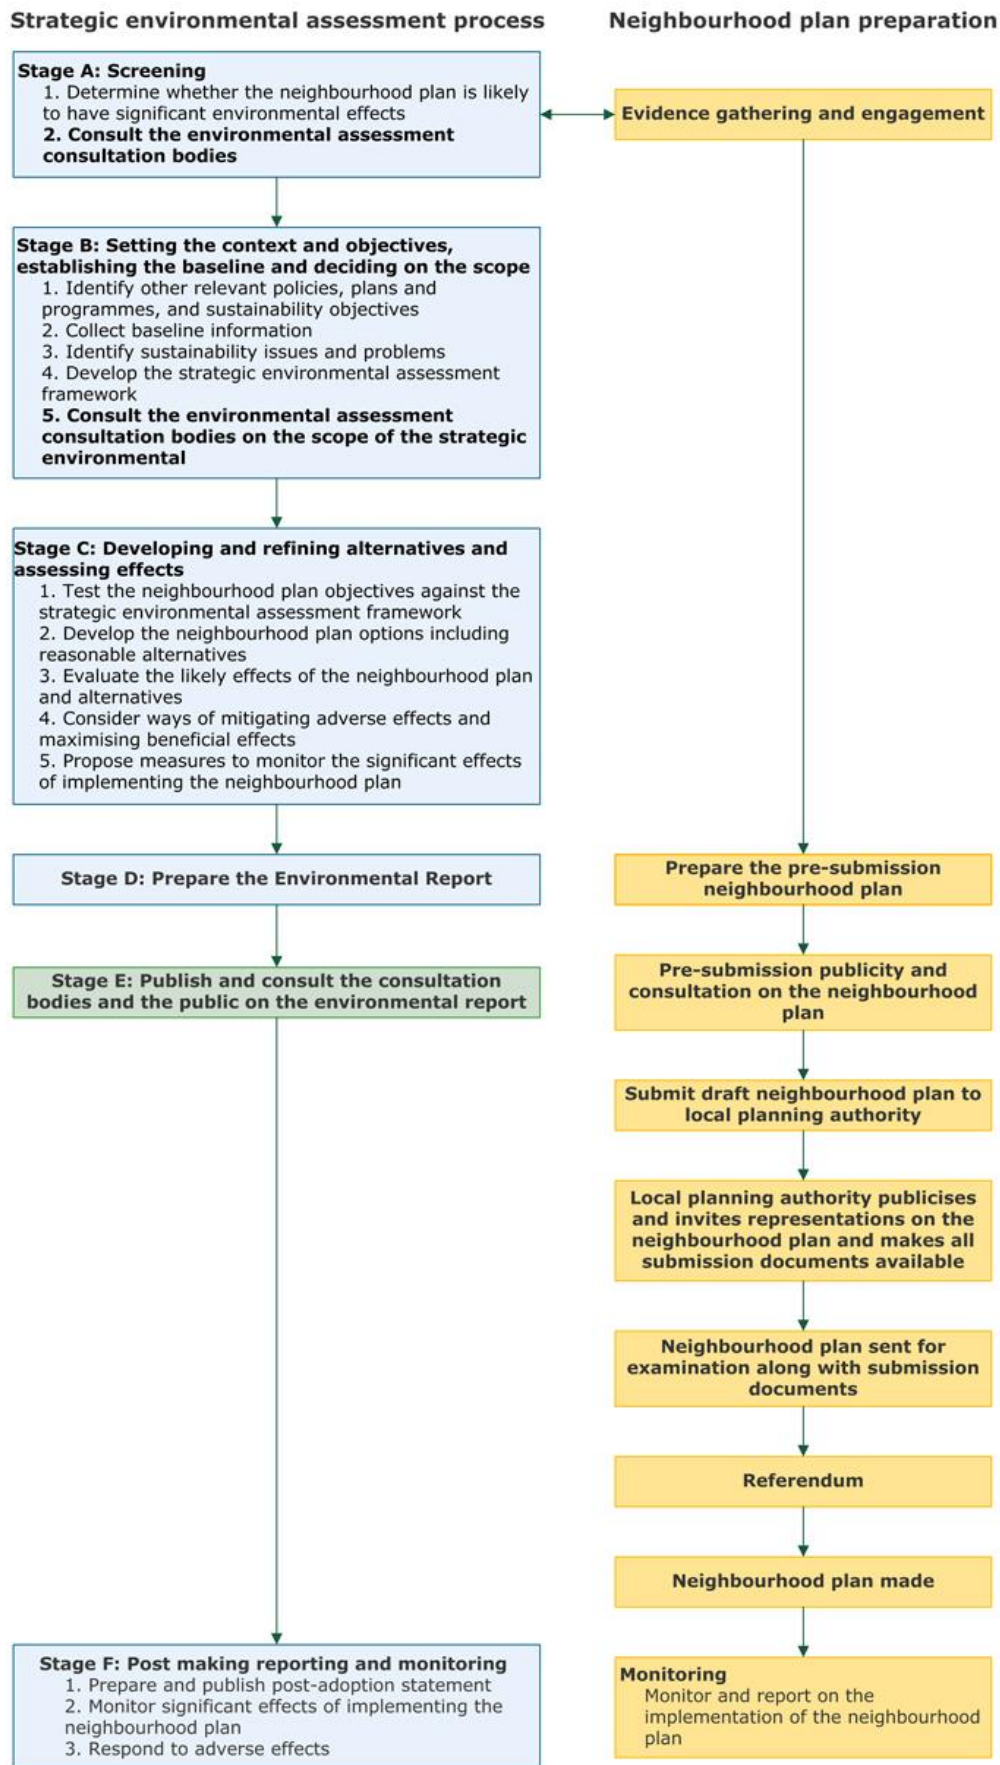 Strategic environmental assessment process
Neighbourhood plan preparation
Stage A: Screening
1. Determine whether the neighbourhood plan is likely
to have significant environmental effects
2. Consult the environmental assessment
consultation bodies
Evidence gathering and engagement
Stage B: Setting the context and objectives,
establishing the baseline and deciding on the scope
1. Identify other relevant policies, plans and
programmes, and sustainability objectives
2. Collect baseline information
3. Identify sustainability issues and problems
4. Develop the strategic environmental assessment
framework
5. Consult the environmental assessment
consultation bodies on the scope of the strategic
environmental
Stage C: Developing and refining alternatives and
assessing effects
1. Test the neighbourhood plan objectives against the
strategic environmental assessment framework
2. Develop the neighbourhood plan options including
reasonable alternatives
3. Evaluate the likely effects of the neighbourhood plan
and alternatives
4. Consider ways of mitigating adverse effects and
maximising beneficial effects
5. Propose measures to monitor the significant effects
of implementing the neighbourhood plan
Stage D: Prepare the Environmental Report
Prepare the pre-submission
neighbourhood plan
Stage E: Publish and consult the consultation
bodies and the public on the environmental report
Pre-submission publicity and
consultation on the neighbourhood
plan
Submit draft neighbourhood plan to
local planning authority
Local planning authority publicises
and invites representations on the
neighbourhood plan and makes all
submission documents available
Neighbourhood plan sent for
examination along with submission
documents
Referendum
Neighbourhood plan made
Stage F: Post making reporting and monitoring
1. Prepare and publish post-adoption statement
2. Monitor significant effects of implementing the
neighbourhood plan
3. Respond to adverse effects
Monitoring
Monitor and report on the
implementation of the neighbourhood
plan